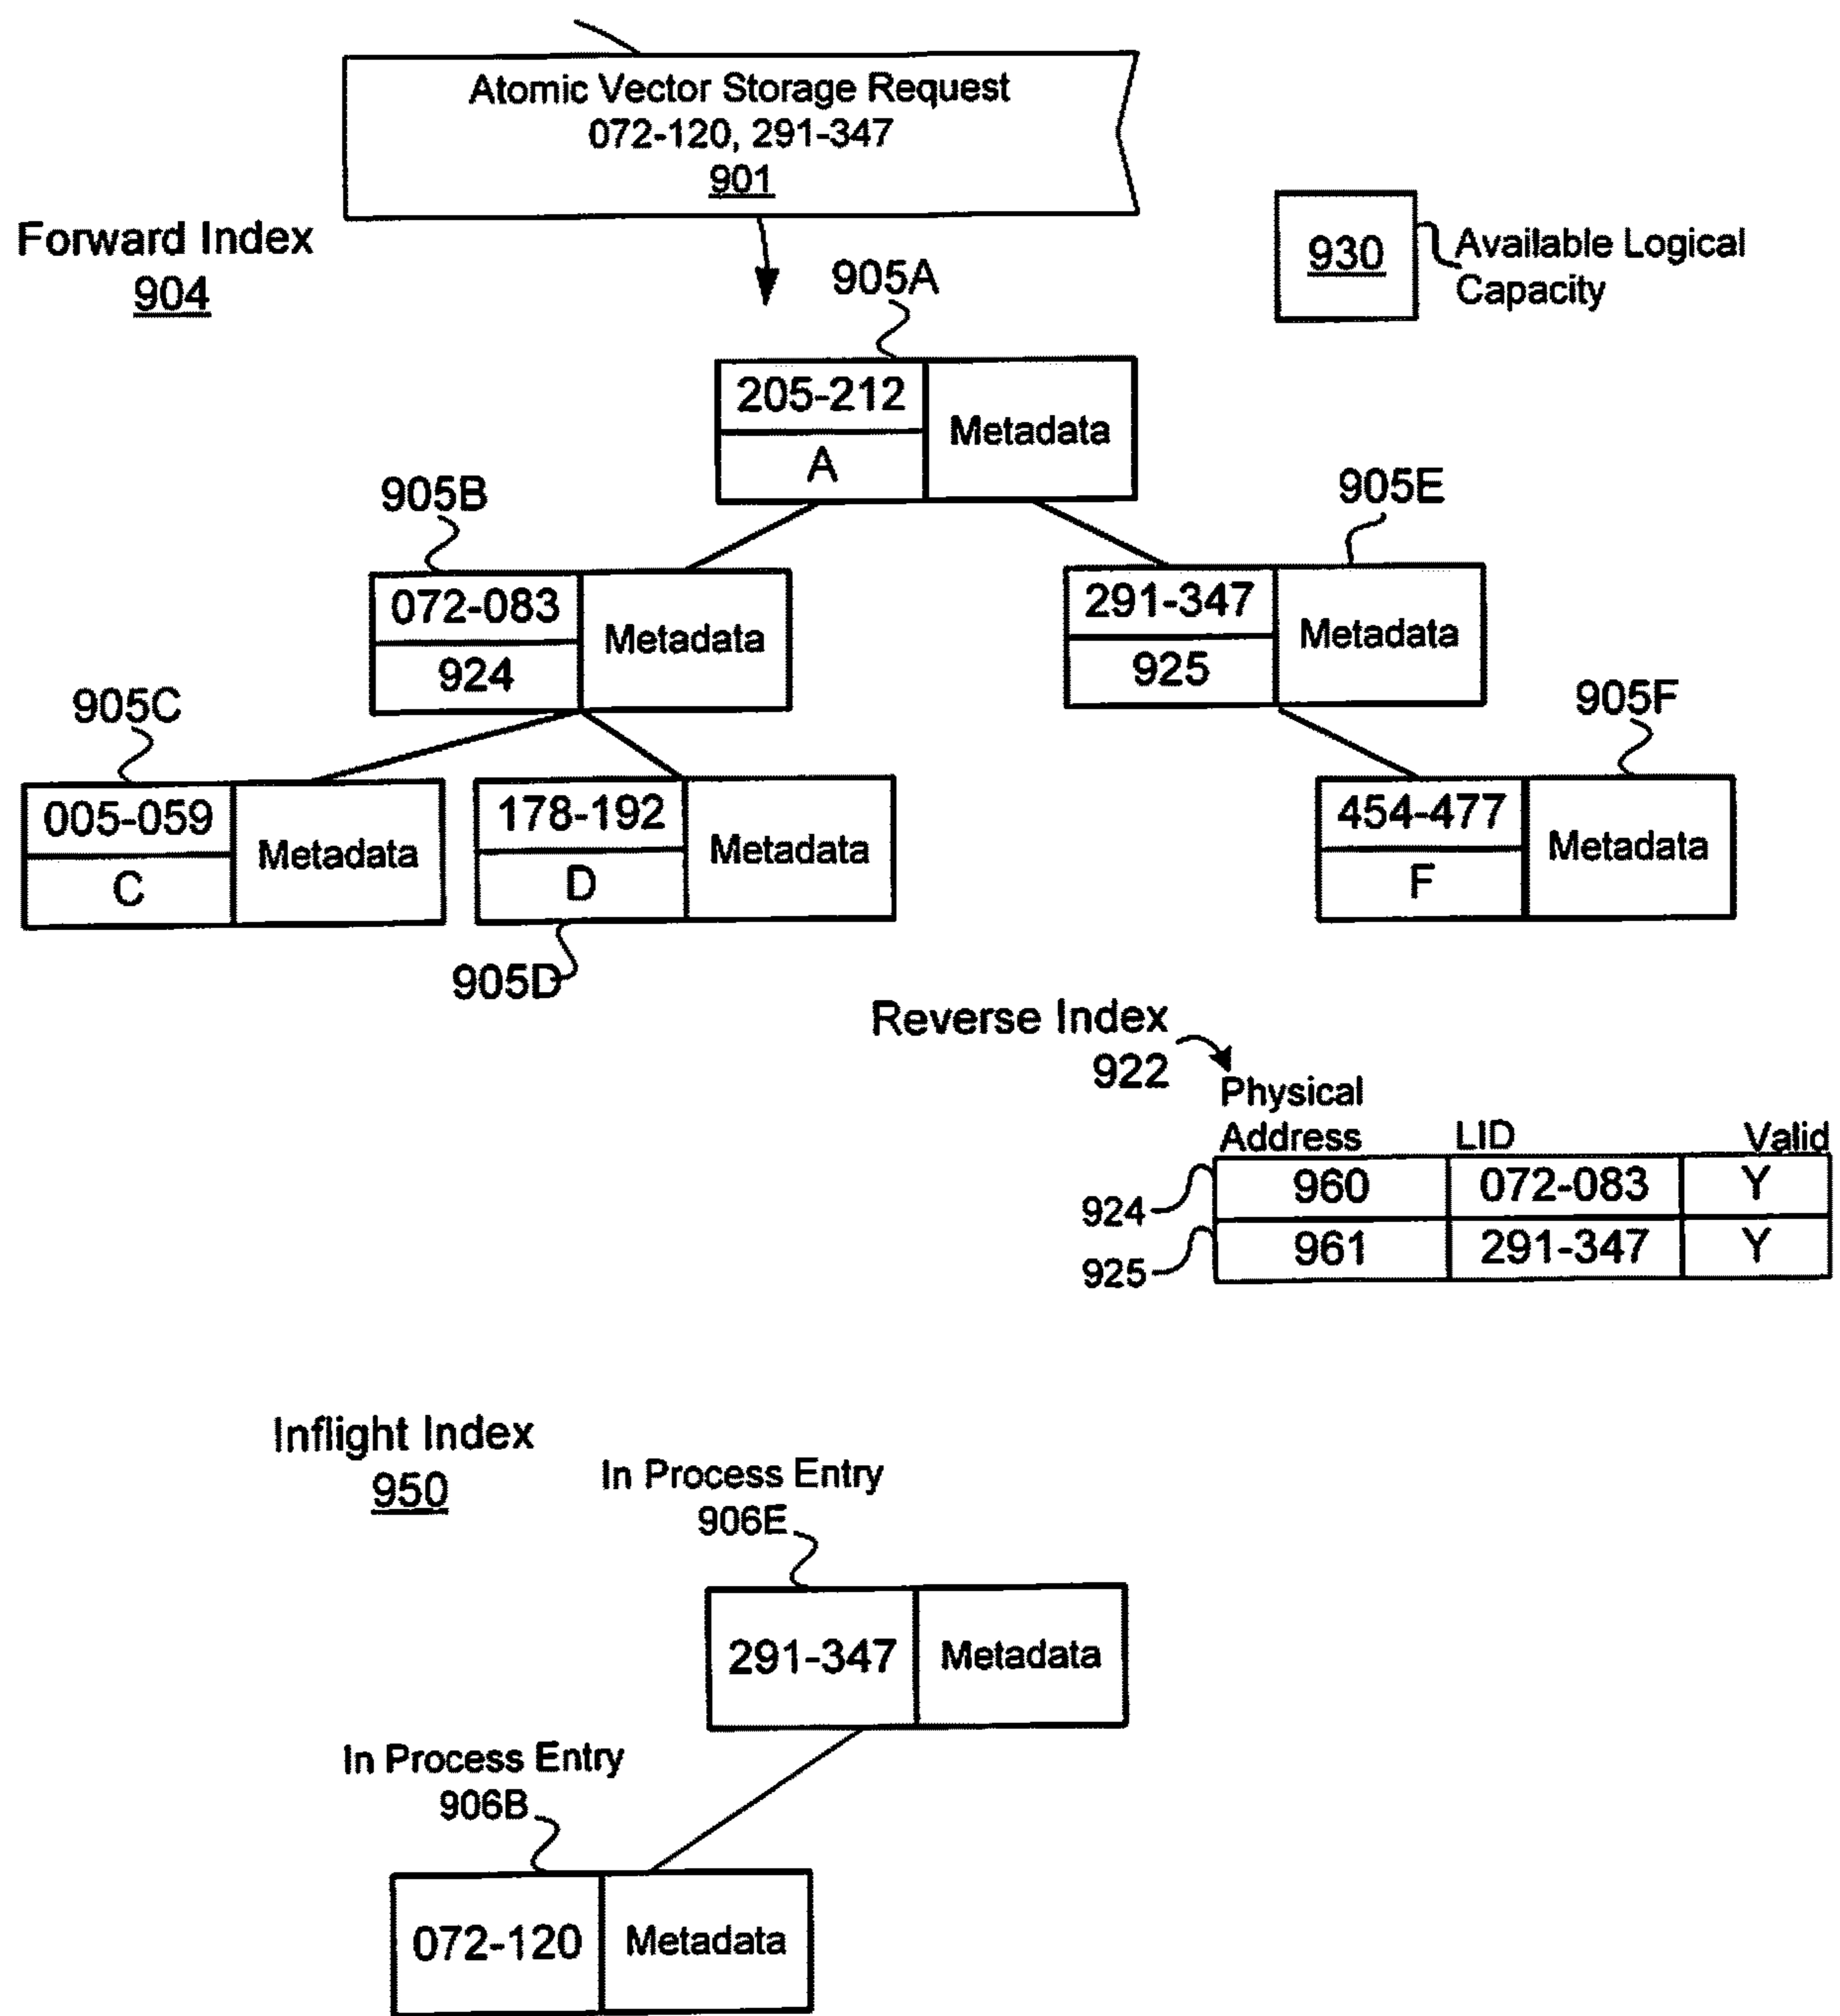 Atomic Vector Storage Request
072-120, 291-347
901
Forward Index
904
930
Available Logical
Capacity
905A
205-212
A
Metadata
905B
072-083
924
Metadata
905E
291-347
925
Metadata
905C
005-059
C
Metadata
178-192
D
Metadata
905D
905F
454-477
F
Metadata
Reverse Index
922
Physical
Address LID Valid
924 960 072-083 Y
925 961 291-347 Y
Inflight Index
950
In Process Entry
906E
291-347 Metadata
In Process Entry
906B
072-120 Metadata